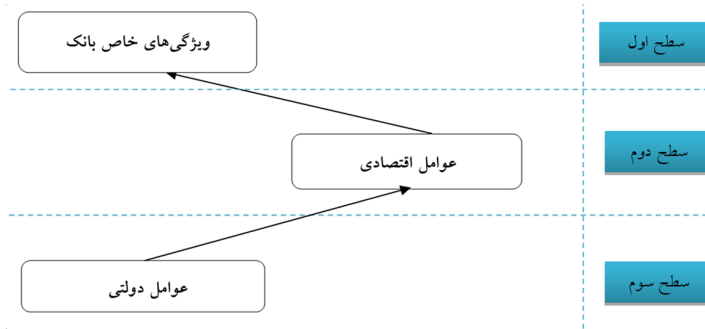 سطح اول
ویژگی‌های خاص بانک
سطح دوم
عوامل اقتصادی
سطح سوم
عوامل دولتی